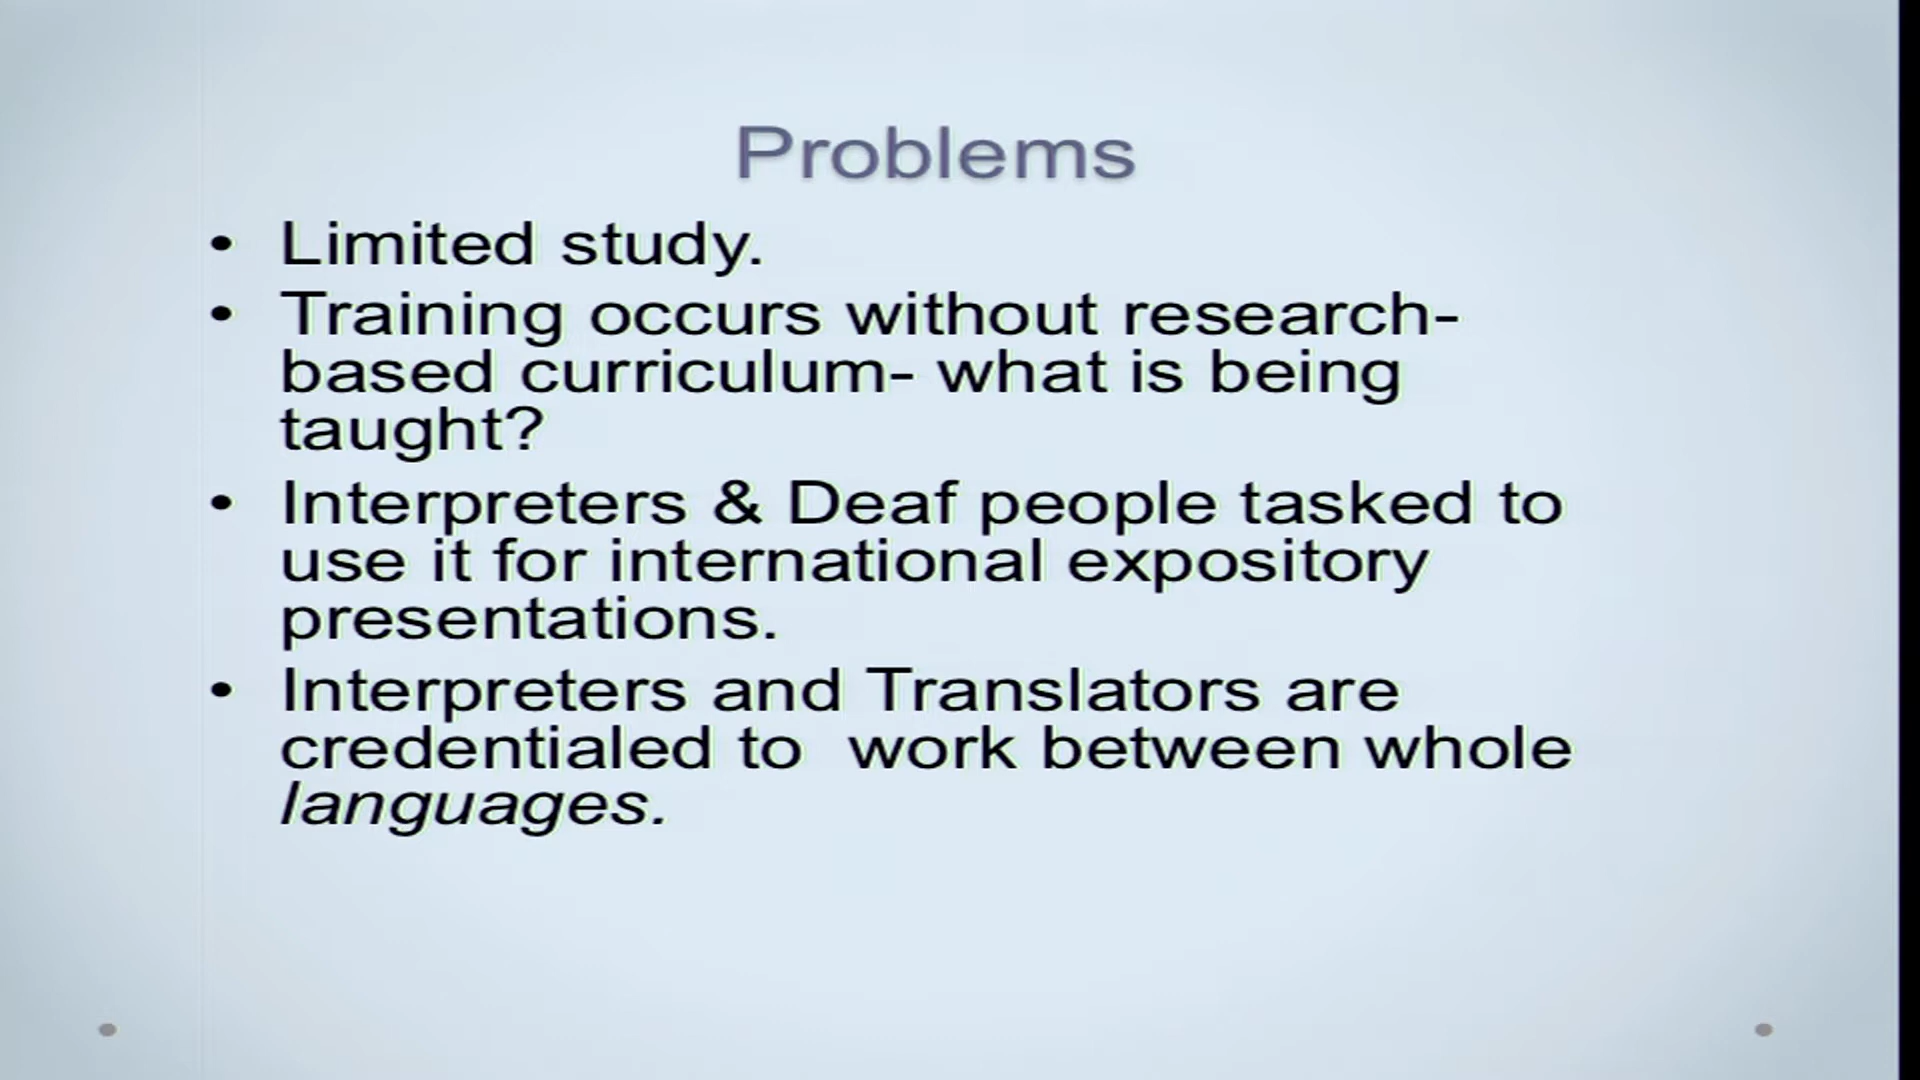 Problems
• Limited study.
• Training occurs without research-
based curriculum- what is being
taught?
• Interpreters & Deaf people tasked to
use it for international expository
presentations.
• Interpreters and Translators are
credentialed to  work between whole
languages.